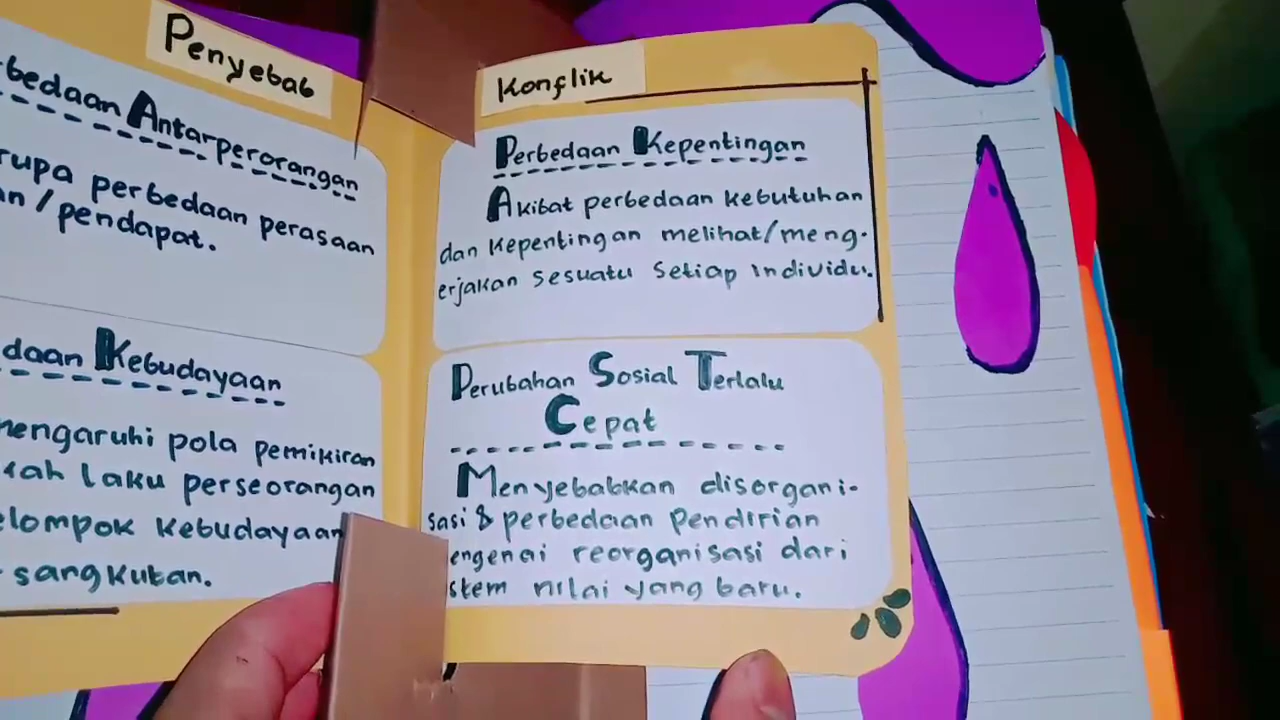 Penyebab
bedaan Antarperorangan
rupa perbedaan perasaan
an / pendapat.
daan Kebudayaan
mengaruhi pola pemikiran
kah laku perseorangan
elompok kebudayaan
sangkutan.
Konflik
Perbedaan Kepentingan
Akibat perbedaan kebutuhan
dan kepentingan melihat/meng-
erjakan sesuatu setiap individu.
Perubahan Sosial Terlalu
Cepat
Menyebabkan disorgani-
sasi & perbedaan pendirian
engenai reorganisasi dari
stem nilai yang baru.